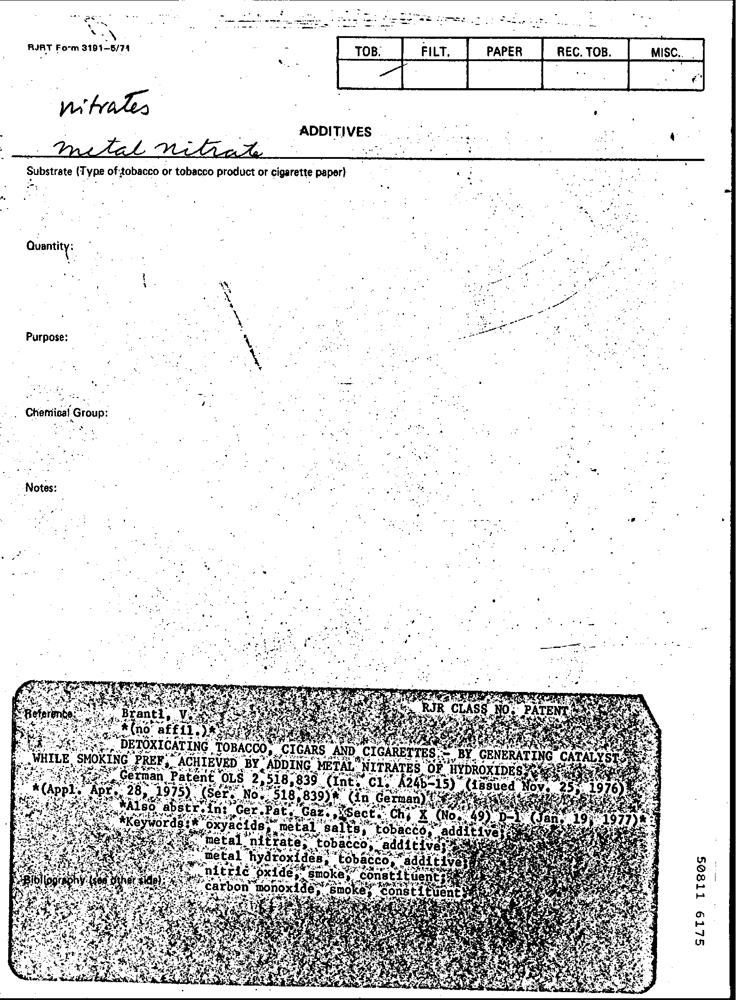 RJRT Form 3191-5/71
TOB. FILT. PAPER REC. TOB. MISC.
nitrates
ADDITIVES
metal nitrate
Substrate (Type of tobacco or tobacco product or cigarette paper)
Quantity:
Purpose:
Chemical Group:
Notes:
RJR CLASS NO. PATENT
Reference: Brantl, V.
*(no affil.)*
DETOXICATING TOBACCO, CIGARS AND CIGARETTES - BY GENERATING CATALYST
WHILE SMOKING PREF. ACHIEVED BY ADDING METAL NITRATES OF HYDROXIDES.
German Patent OLS 2,518,839 (Int. Cl. A24b-15) (issued Nov. 25, 1976)
*(Appl. Apr. 28, 1975) (Ser. No. 518,839)* (in German)
*Also abstr.in: Ger.Pat. Gaz., Sect. Ch, X (No. 49) D-1 (Jan. 19, 1977)*
*Keywords:* oxyacids, metal salts, tobacco, additive;
metal nitrate, tobacco, additive;
metal hydroxides, tobacco, additive;
nitric oxide, smoke, constituent;
Bibliography (see other side):
carbon monoxide, smoke, constituent;
50811 6175